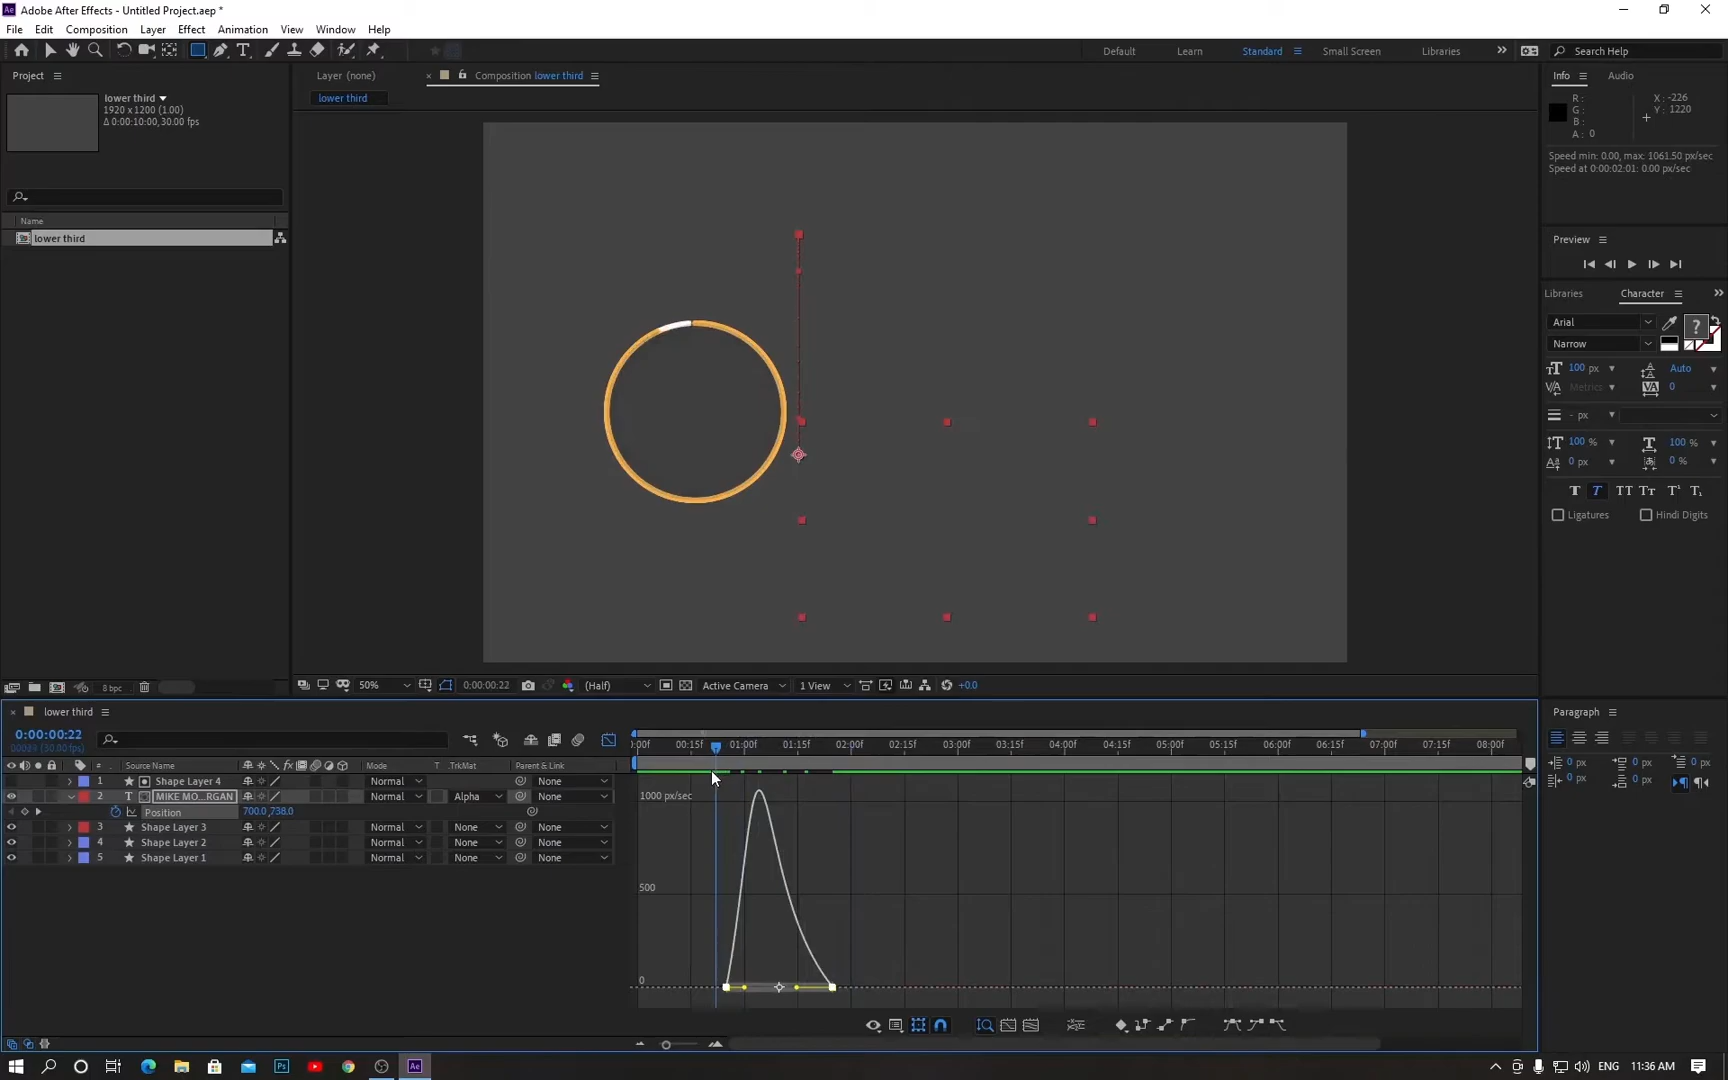 Adobe After Effects - Untitled Project.aep *
File Edit Composition Layer Effect Animation View Window Help
Default Learn Standard Small Screen Libraries Search Help
Project
lower third
1920 x 1200 (1.00)
Δ 0:00:10:00, 30.00 fps
Name
lower third
8 bpc
Layer (none) Composition lower third
lower third
50% 0:00:00:22 (Half) Active Camera 1 View +0.0
Info Audio
R : X : -226
G : Y : 1220
B :
A : 0
Speed min: 0.00, max: 1061.50 px/sec
Speed at 0:00:02:01: 0.00 px/sec
Preview
Libraries Character
Arial
Narrow
100 px Auto
Metrics 0
- px
100 % 100 %
0 px 0 %
Ligatures Hindi Digits
Paragraph
0 px 0 px 0 px
0 px 0 px
lower third
0:00:00:22
# Source Name Mode T .TrkMat Parent & Link
1 Shape Layer 4 Normal None
2 MIKE MO...RGAN Normal Alpha None
Position 700.0,738.0
3 Shape Layer 3 Normal None None
4 Shape Layer 2 Normal None None
5 Shape Layer 1 Normal None None
:00f 00:15f 01:00f 01:15f 02:00f 02:15f 03:00f 03:15f 04:00f 04:15f 05:00f 05:15f 06:00f 06:15f 07:00f 07:15f 08:00f
1000 px/sec
500
0
ENG 11:36 AM